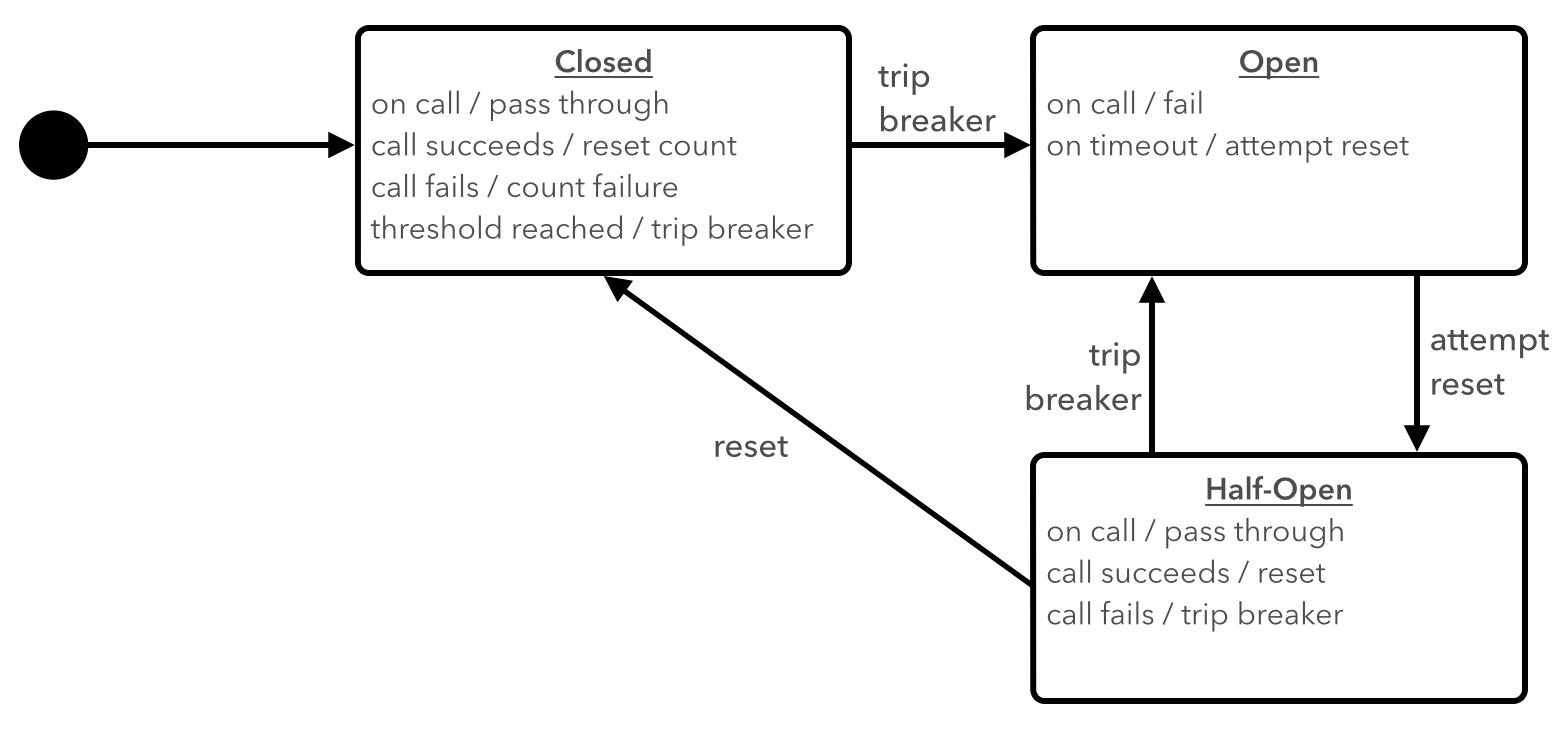 Closed
on call / pass through
call succeeds / reset count
call fails / count failure
threshold reached / trip breaker
trip
breaker
Open
on call / fail
on timeout / attempt reset
trip
breaker
attempt
reset
reset
Half-Open
on call / pass through
call succeeds / reset
call fails / trip breaker